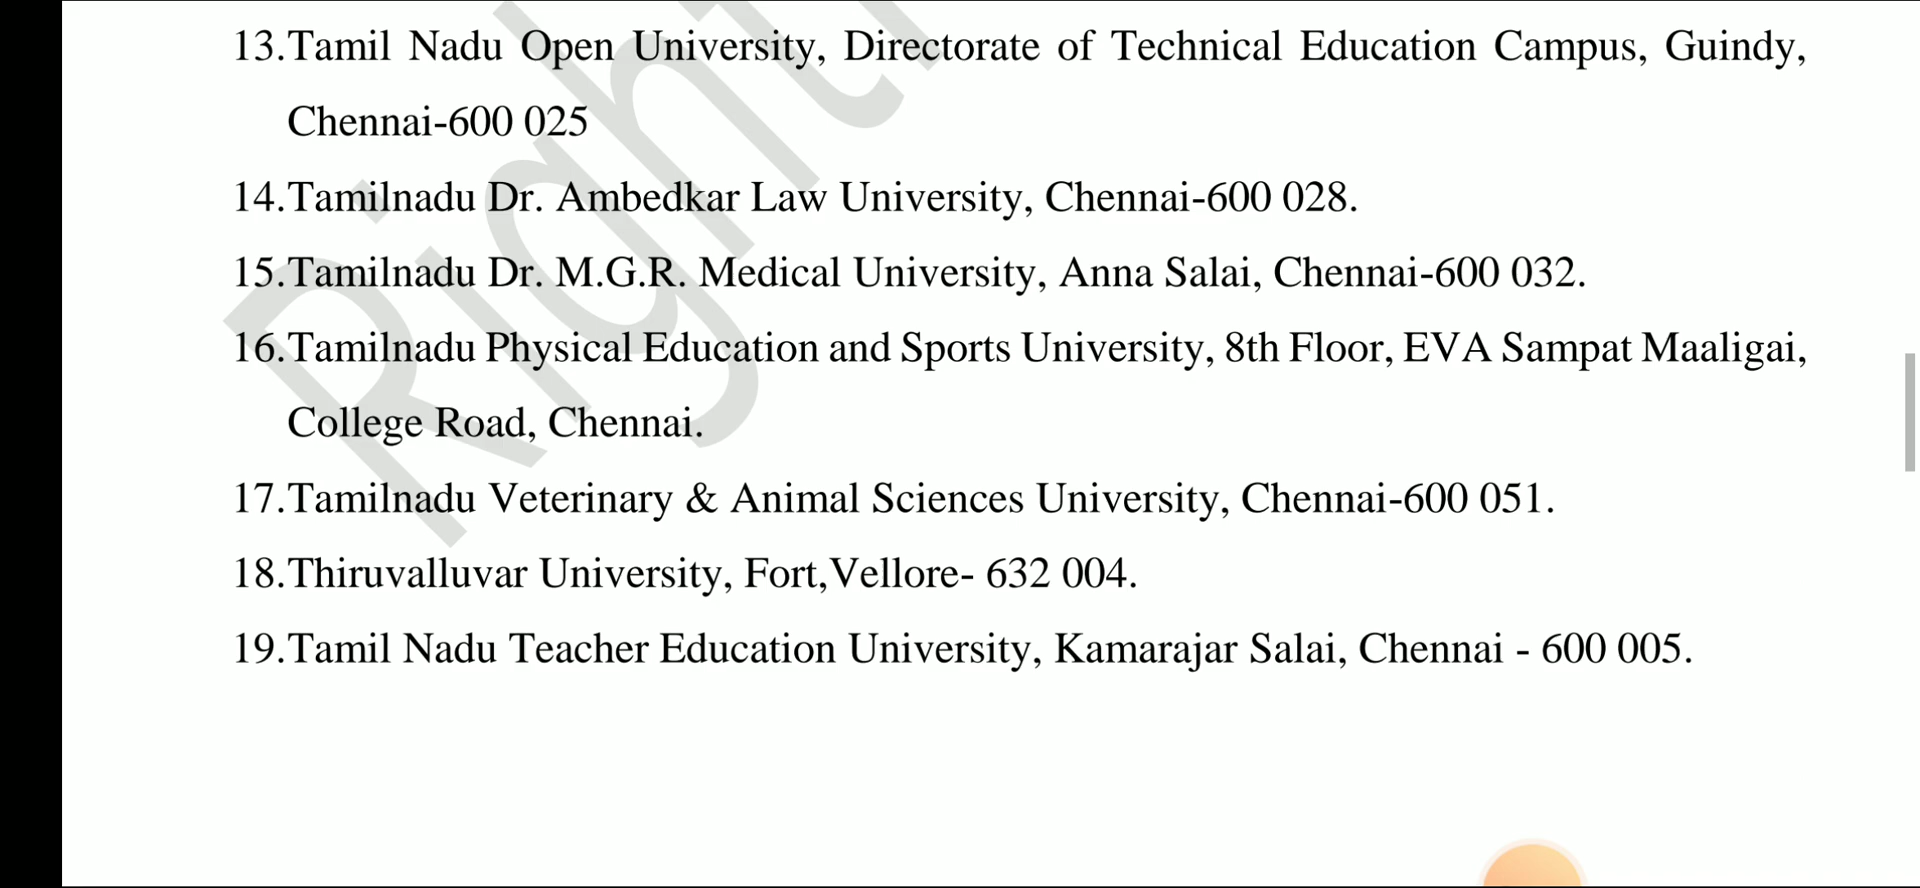 13.Tamil Nadu Open University, Directorate of Technical Education Campus, Guindy,
Chennai-600 025
14.Tamilnadu Dr. Ambedkar Law University, Chennai-600 028.
15.Tamilnadu Dr. M.G.R. Medical University, Anna Salai, Chennai-600 032.
16.Tamilnadu Physical Education and Sports University, 8th Floor, EVA Sampat Maaligai,
College Road, Chennai.
17.Tamilnadu Veterinary & Animal Sciences University, Chennai-600 051.
18.Thiruvalluvar University, Fort,Vellore- 632 004.
19.Tamil Nadu Teacher Education University, Kamarajar Salai, Chennai - 600 005.